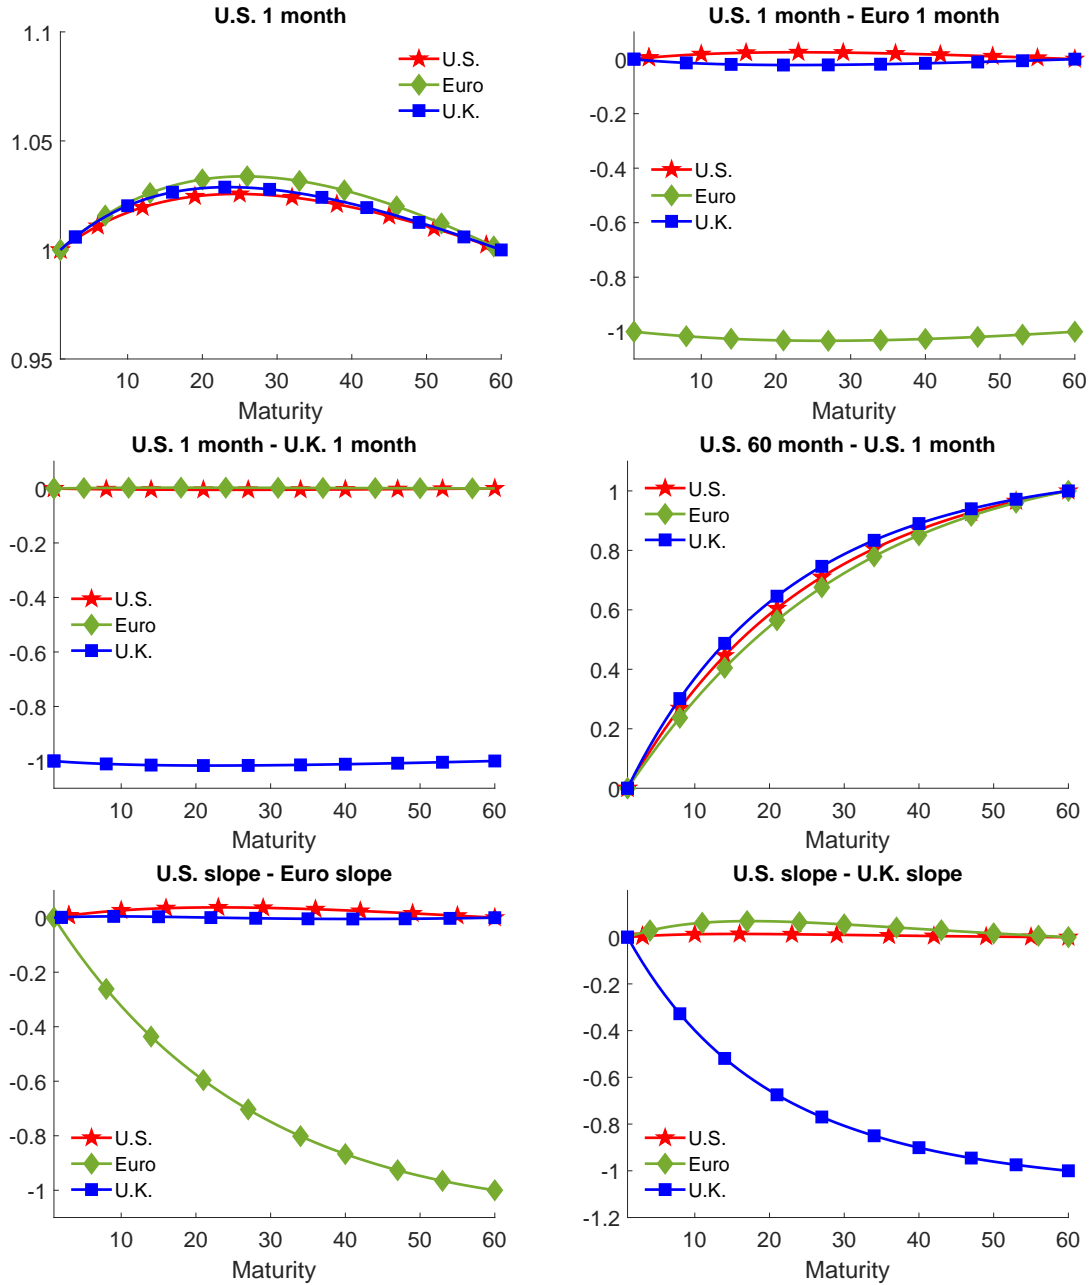 U.S. 1 month
1.1
1.05
1
0.95
10 20 30 40 50 60
Maturity
U.S.
Euro
U.K.
U.S. 1 month - Euro 1 month
0
-0.2
-0.4
-0.6
-0.8
-1
10 20 30 40 50 60
Maturity
U.S.
Euro
U.K.
U.S. 1 month - U.K. 1 month
0
-0.2
-0.4
-0.6
-0.8
-1
10 20 30 40 50 60
Maturity
U.S.
Euro
U.K.
U.S. 60 month - U.S. 1 month
1
0.8
0.6
0.4
0.2
0
10 20 30 40 50 60
Maturity
U.S.
Euro
U.K.
U.S. slope - Euro slope
0
-0.2
-0.4
-0.6
-0.8
-1
10 20 30 40 50 60
Maturity
U.S.
Euro
U.K.
U.S. slope - U.K. slope
0
-0.2
-0.4
-0.6
-0.8
-1
-1.2
10 20 30 40 50 60
Maturity
U.S.
Euro
U.K.